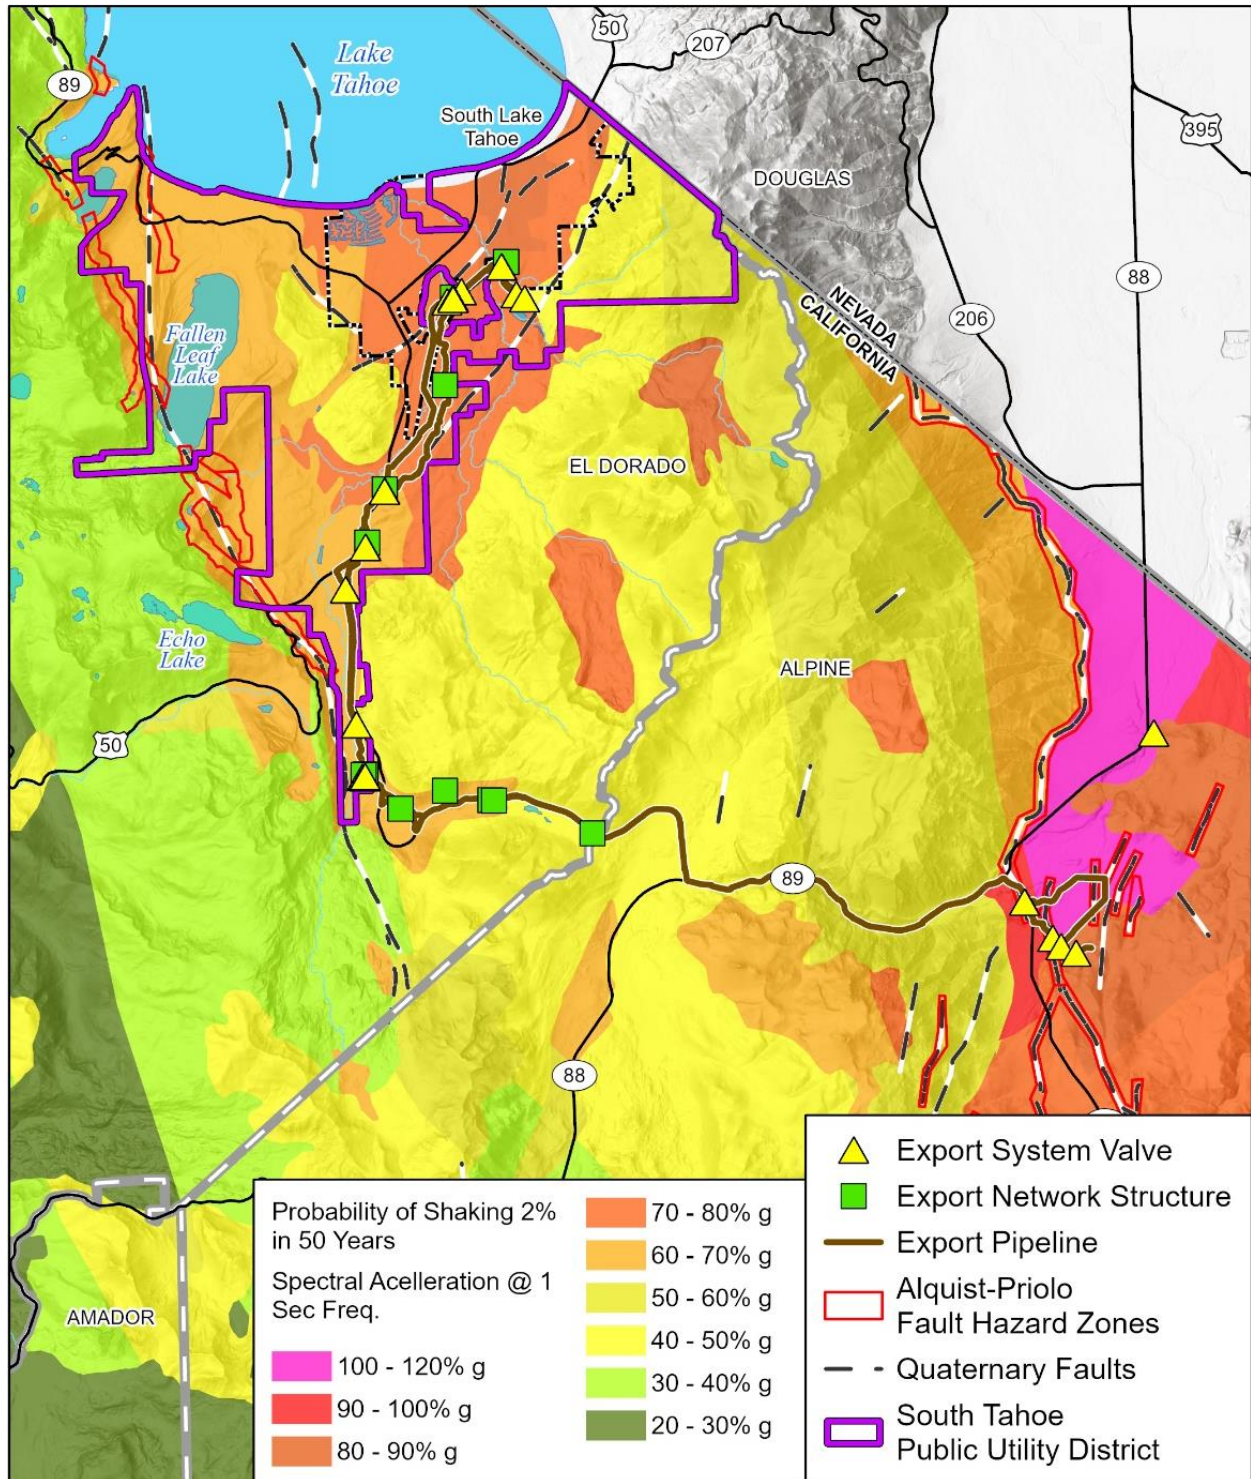 Lake
Tahoe
50
207
89
South Lake
Tahoe
395
DOUGLAS
88
NEVADA
CALIFORNIA
206
Fallen
Leaf
Lake
EL DORADO
Echo
Lake
ALPINE
50
89
88
AMADOR
Probability of Shaking 2%
in 50 Years
Spectral Acelleration @ 1
Sec Freq.
100 - 120% g
90 - 100% g
80 - 90% g
70 - 80% g
60 - 70% g
50 - 60% g
40 - 50% g
30 - 40% g
20 - 30% g
Export System Valve
Export Network Structure
Export Pipeline
Alquist-Priolo
Fault Hazard Zones
Quaternary Faults
South Tahoe
Public Utility District